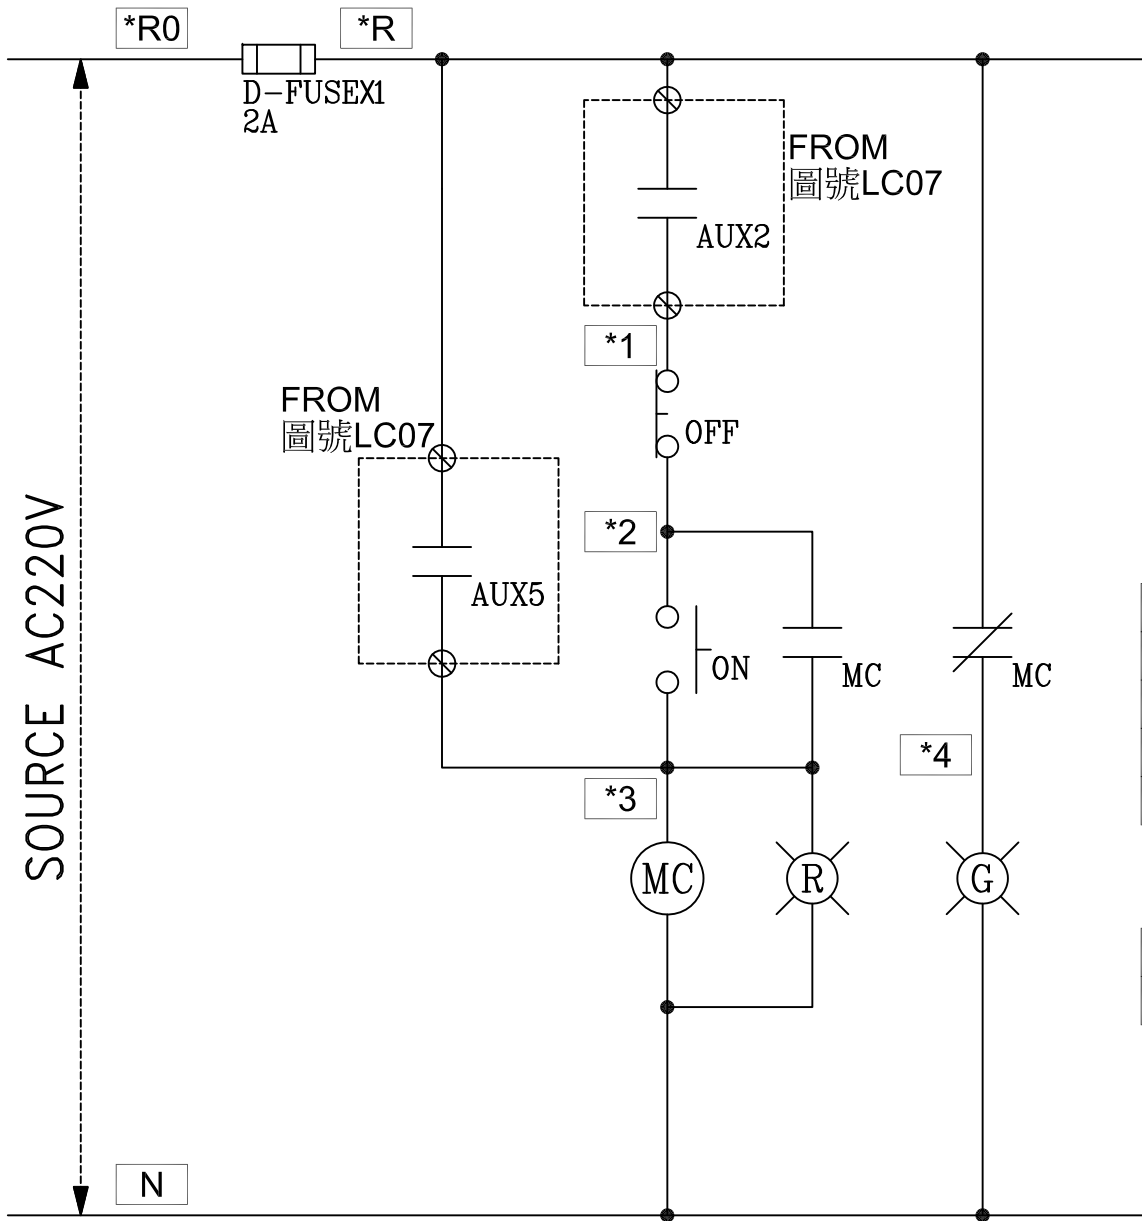 *R0
*R
D-FUSEX1
2A
FROM
圖號LC07
AUX2
*1
FROM
圖號LC07
OFF
*2
SOURCE AC220V
AUX5
ON
MC
MC
*4
*3
MC
R
G
N